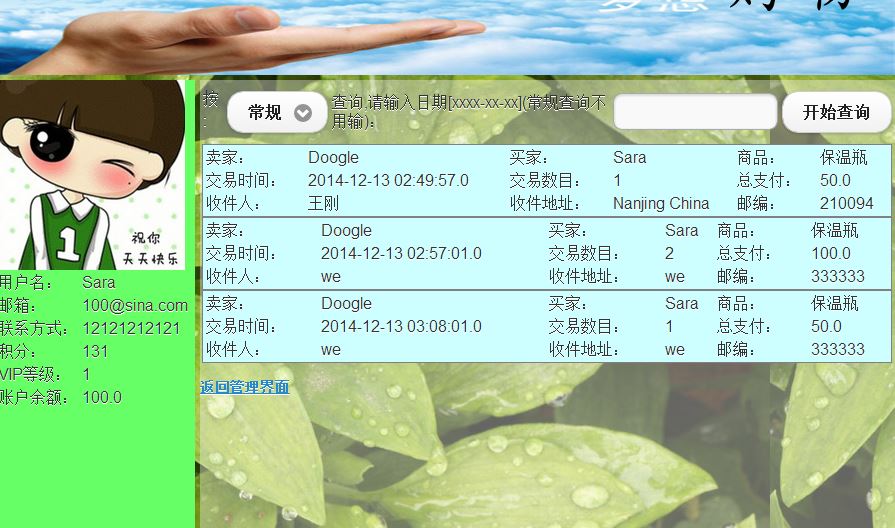 按:
常规
查询,请输入日期[xxxx-xx-xx](常规查询不
用输):
开始查询
祝你
天天快乐
用户名: Sara
邮箱: 100@sina.com
联系方式: 12121212121
积分: 131
VIP等级: 1
账户余额: 100.0
卖家: Doogle 买家: Sara 商品: 保温瓶
交易时间: 2014-12-13 02:49:57.0 交易数目: 1 总支付: 50.0
收件人: 王刚 收件地址: Nanjing China 邮编: 210094
卖家: Doogle 买家: Sara 商品: 保温瓶
交易时间: 2014-12-13 02:57:01.0 交易数目: 2 总支付: 100.0
收件人: we 收件地址: we 邮编: 333333
卖家: Doogle 买家: Sara 商品: 保温瓶
交易时间: 2014-12-13 03:08:01.0 交易数目: 1 总支付: 50.0
收件人: we 收件地址: we 邮编: 333333
返回管理界面